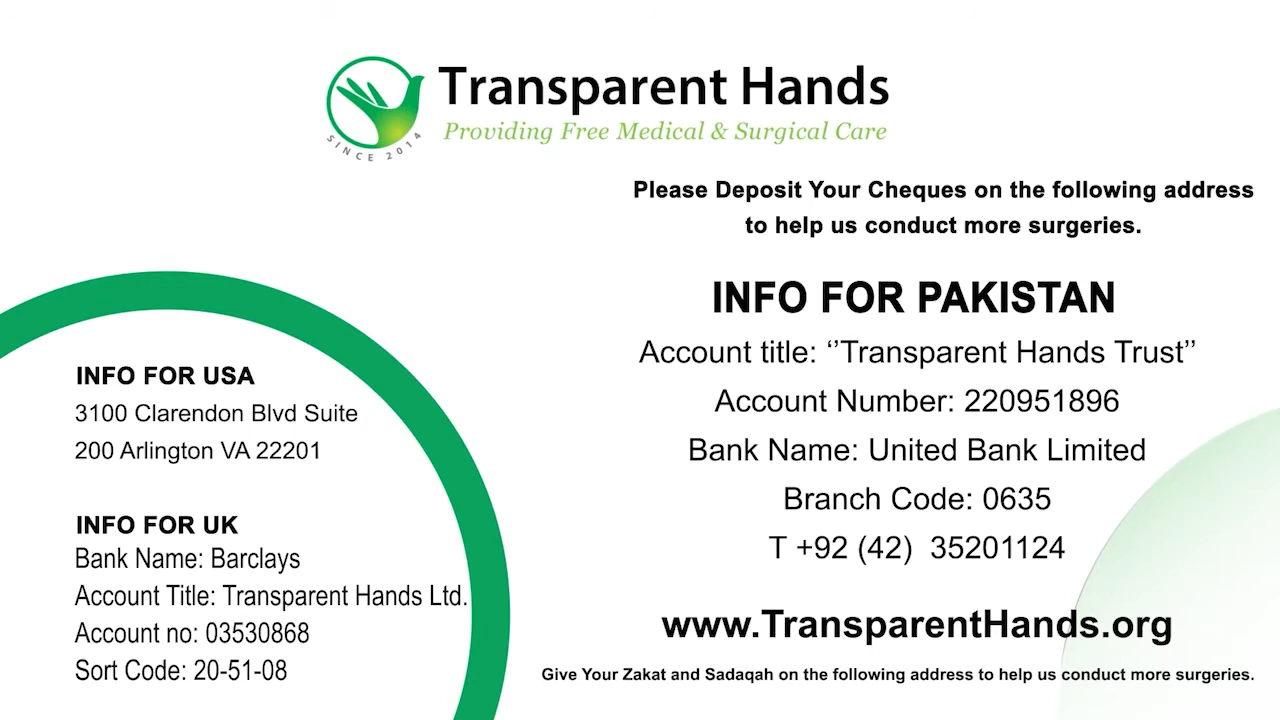 Transparent Hands
Providing Free Medical & Surgical Care
SINCE 2014
Please Deposit Your Cheques on the following address
to help us conduct more surgeries.
INFO FOR PAKISTAN
Account title: ‘’Transparent Hands Trust’’
Account Number: 220951896
Bank Name: United Bank Limited
Branch Code: 0635
T +92 (42)  35201124
www.TransparentHands.org
Give Your Zakat and Sadaqah on the following address to help us conduct more surgeries.
INFO FOR USA
3100 Clarendon Blvd Suite
200 Arlington VA 22201
INFO FOR UK
Bank Name: Barclays
Account Title: Transparent Hands Ltd.
Account no: 03530868
Sort Code: 20-51-08